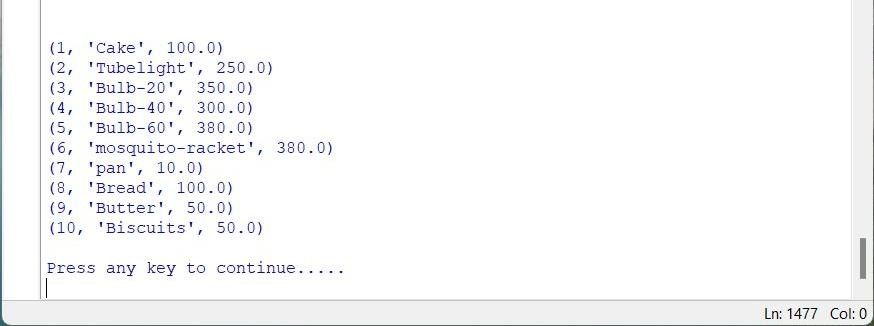 (1, 'Cake', 100.0)
(2, 'Tubelight', 250.0)
(3, 'Bulb-20', 350.0)
(4, 'Bulb-40', 300.0)
(5, 'Bulb-60', 380.0)
(6, 'mosquito-racket', 380.0)
(7, 'pan', 10.0)
(8, 'Bread', 100.0)
(9, 'Butter', 50.0)
(10, 'Biscuits', 50.0)
Press any key to continue.....
Ln: 1477 Col: 0